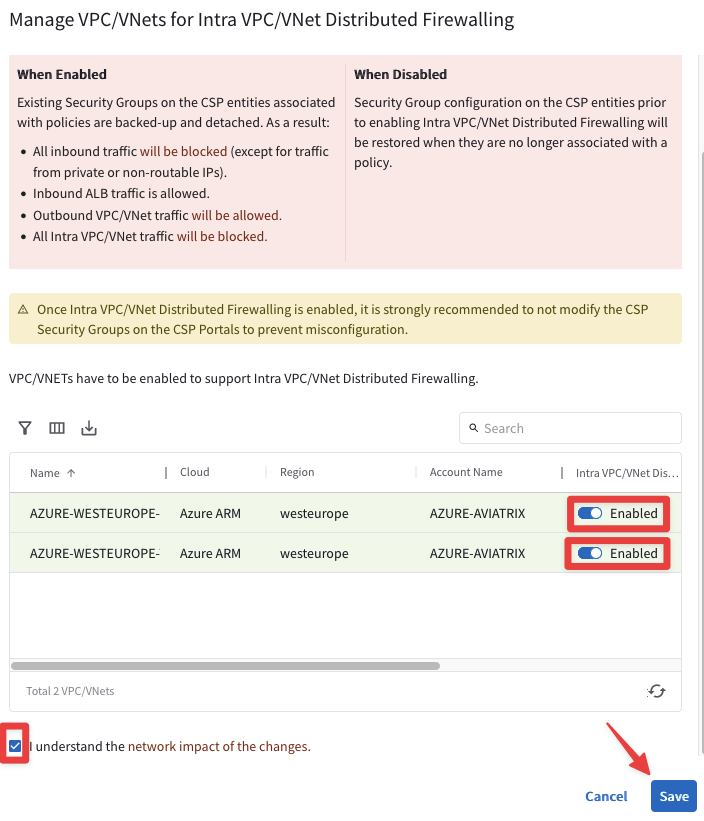 Manage VPC/VNets for Intra VPC/VNet Distributed Firewalling
When Enabled
Existing Security Groups on the CSP entities associated
with policies are backed-up and detached. As a result:
All inbound traffic will be blocked (except for traffic
from private or non-routable IPs).
Inbound ALB traffic is allowed.
Outbound VPC/VNet traffic will be allowed.
All Intra VPC/VNet traffic will be blocked.
When Disabled
Security Group configuration on the CSP entities prior
to enabling Intra VPC/VNet Distributed Firewalling will
be restored when they are no longer associated with a
policy.
Once Intra VPC/VNet Distributed Firewalling is enabled, it is strongly recommended to not modify the CSP
Security Groups on the CSP Portals to prevent misconfiguration.
VPC/VNETs have to be enabled to support Intra VPC/VNet Distributed Firewalling.
Search
Name Cloud Region Account Name Intra VPC/VNet Dis...
AZURE-WESTEUROPE- Azure ARM westeurope AZURE-AVIATRIX Enabled
AZURE-WESTEUROPE- Azure ARM westeurope AZURE-AVIATRIX Enabled
Total 2 VPC/VNets
I understand the network impact of the changes.
Cancel Save